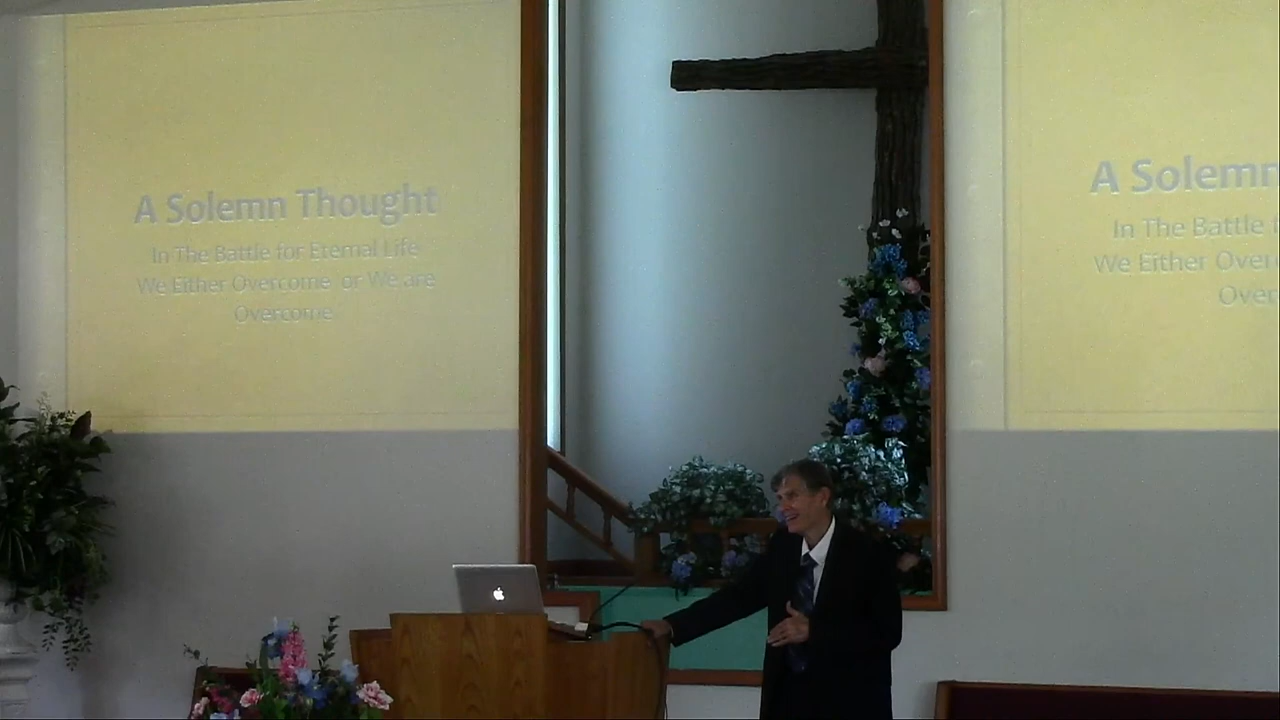 A Solemn Thought
In The Battle for Eternal Life
We Either Overcome or We are
Overcome
A Solemn
In The Battle
We Either Over
Over